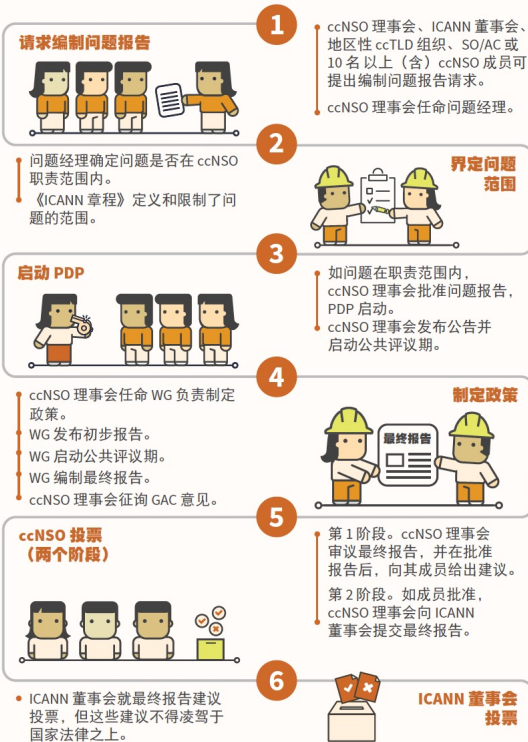 请求编制问题报告
1
ccNSO 理事会、ICANN 董事会、
地区性 ccTLD 组织、SO/AC 或
10 名以上（含）ccNSO 成员可
提出编制问题报告请求。
ccNSO 理事会任命问题经理。
2
界定问题
范围
问题经理确定问题是否在 ccNSO
职责范围内。
《ICANN 章程》定义和限制了问
题的范围。
3
启动 PDP
如问题在职责范围内，
ccNSO 理事会批准问题报告，
PDP 启动。
ccNSO 理事会发布公告并
启动公共评议期。
4
制定政策
最终报告
ccNSO 理事会任命 WG 负责制定
政策。
WG 发布初步报告。
WG 启动公共评议期。
WG 编制最终报告。
ccNSO 理事会征询 GAC 意见。
5
ccNSO 投票
（两个阶段）
第 1 阶段。ccNSO 理事会
审议最终报告，并在批准
报告后，向其成员给出建议。
第 2 阶段。如成员批准，
ccNSO 理事会向 ICANN
董事会提交最终报告。
6
ICANN 董事会
投票
ICANN 董事会就最终报告建议
投票，但这些建议不得凌驾于
国家法律之上。